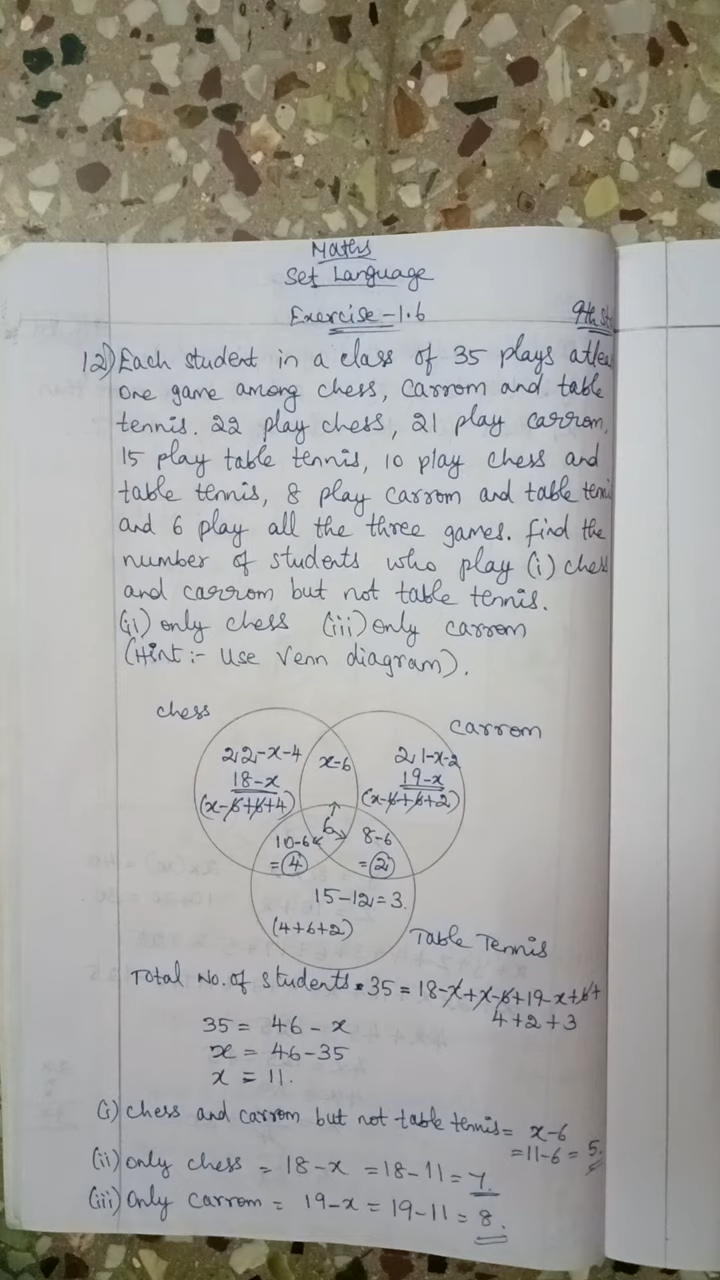 Maths
Set Language
Exercise-1.6
9th st
12) Each student in a class of 35 plays atlea
one game among chess, carrom and table
tennis. 22 play chess, 21 play carrom,
15 play table tennis, 10 play chess and
table tennis, 8 play carrom and table tenni
and 6 play all the three games. find the
number of students who play (i) chess
and carrom but not table tennis.
(ii) only chess (iii) only carrom
(Hint:- Use Venn diagram).
chess
carrom
22-x-4
18-x
(x-6+6+4)
x-6
21-x-2
19-x
(x-6+6+2)
6
10-6
=4
8-6
=2
15-12=3.
(4+6+2)
Table Tennis
Total No. of students = 35 = 18-x+x-6+19-x+6+
4+2+3
35 = 46 - x
x = 46-35
x = 11.
(i) chess and carrom but not table tennis = x-6
=11-6 = 5.
(ii) only chess = 18-x = 18-11 = 7.
(iii) Only carrom = 19-x = 19-11 = 8.